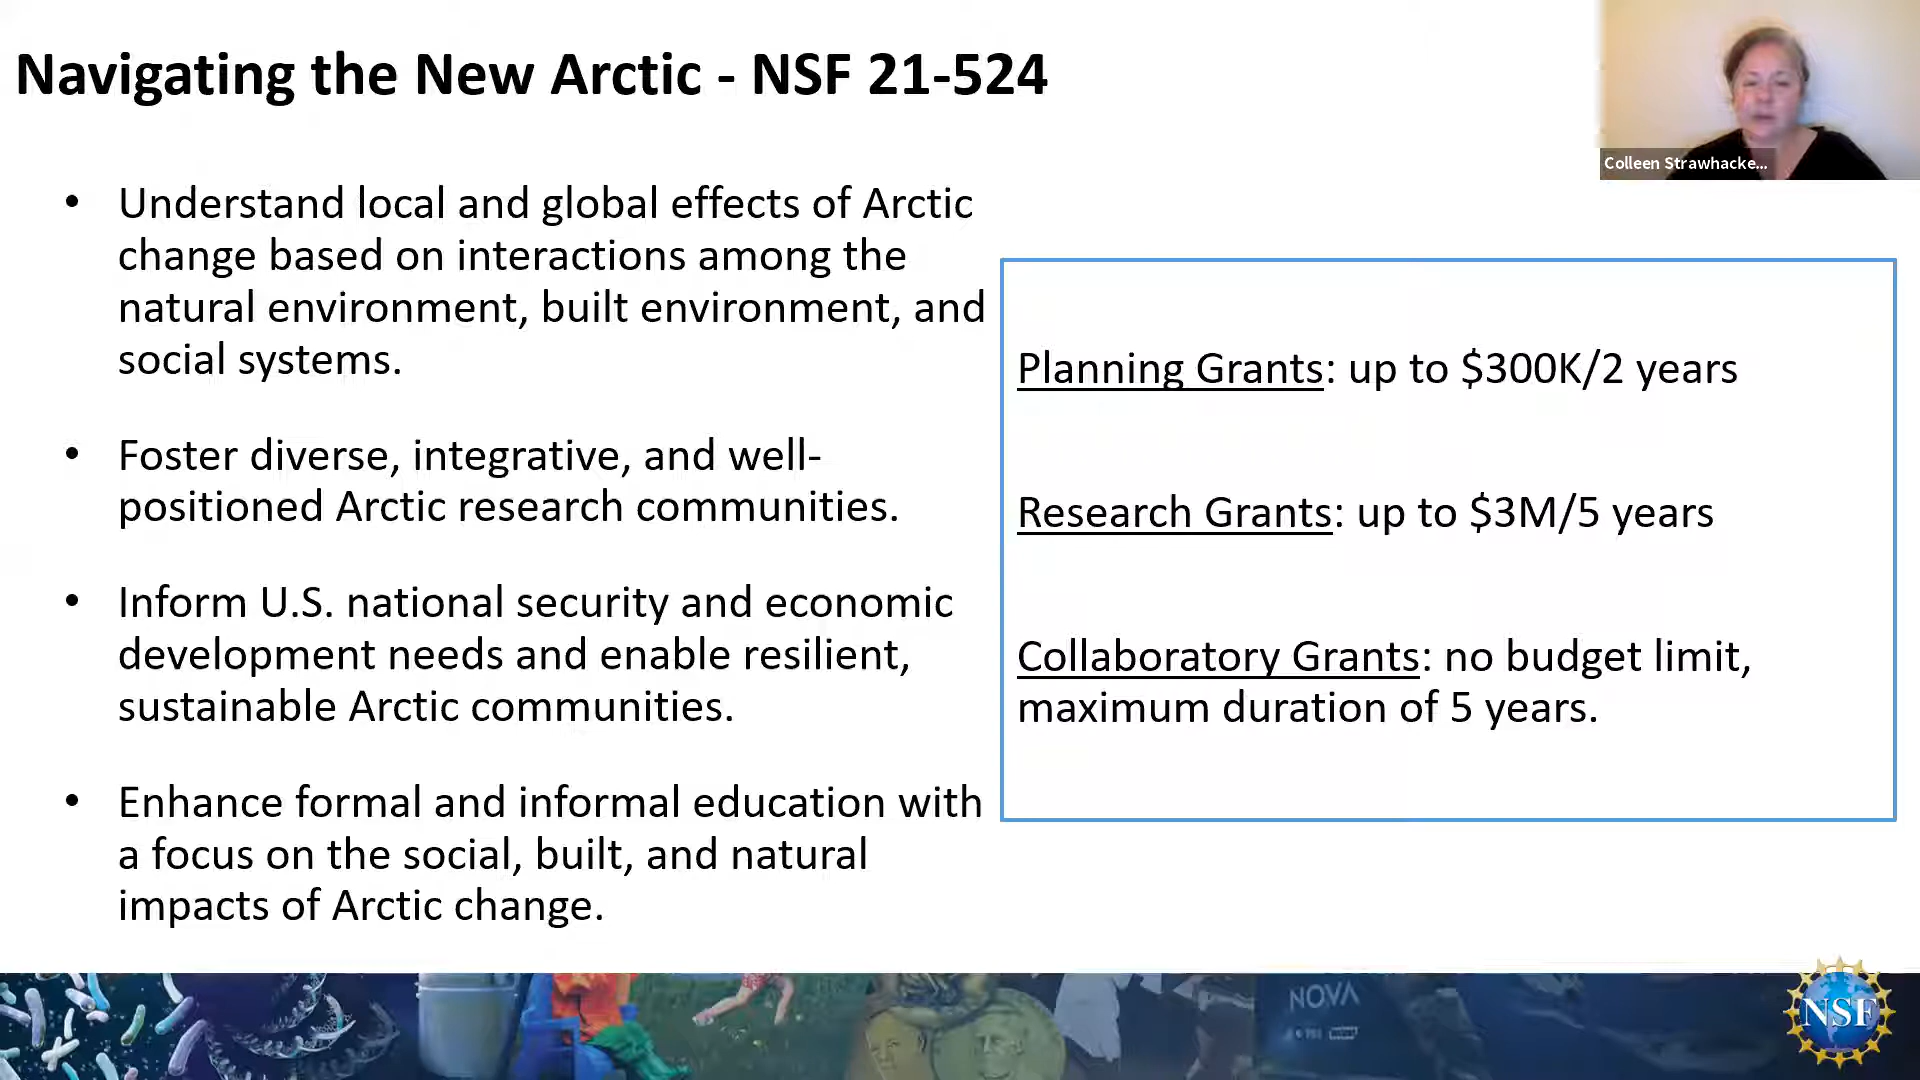 Navigating the New Arctic - NSF 21-524
Colleen Strawhacke...
• Understand local and global effects of Arctic
change based on interactions among the
natural environment, built environment, and
social systems.
• Foster diverse, integrative, and well-
positioned Arctic research communities.
• Inform U.S. national security and economic
development needs and enable resilient,
sustainable Arctic communities.
• Enhance formal and informal education with
a focus on the social, built, and natural
impacts of Arctic change.
Planning Grants: up to $300K/2 years
Research Grants: up to $3M/5 years
Collaboratory Grants: no budget limit,
maximum duration of 5 years.
NOVA
NSF